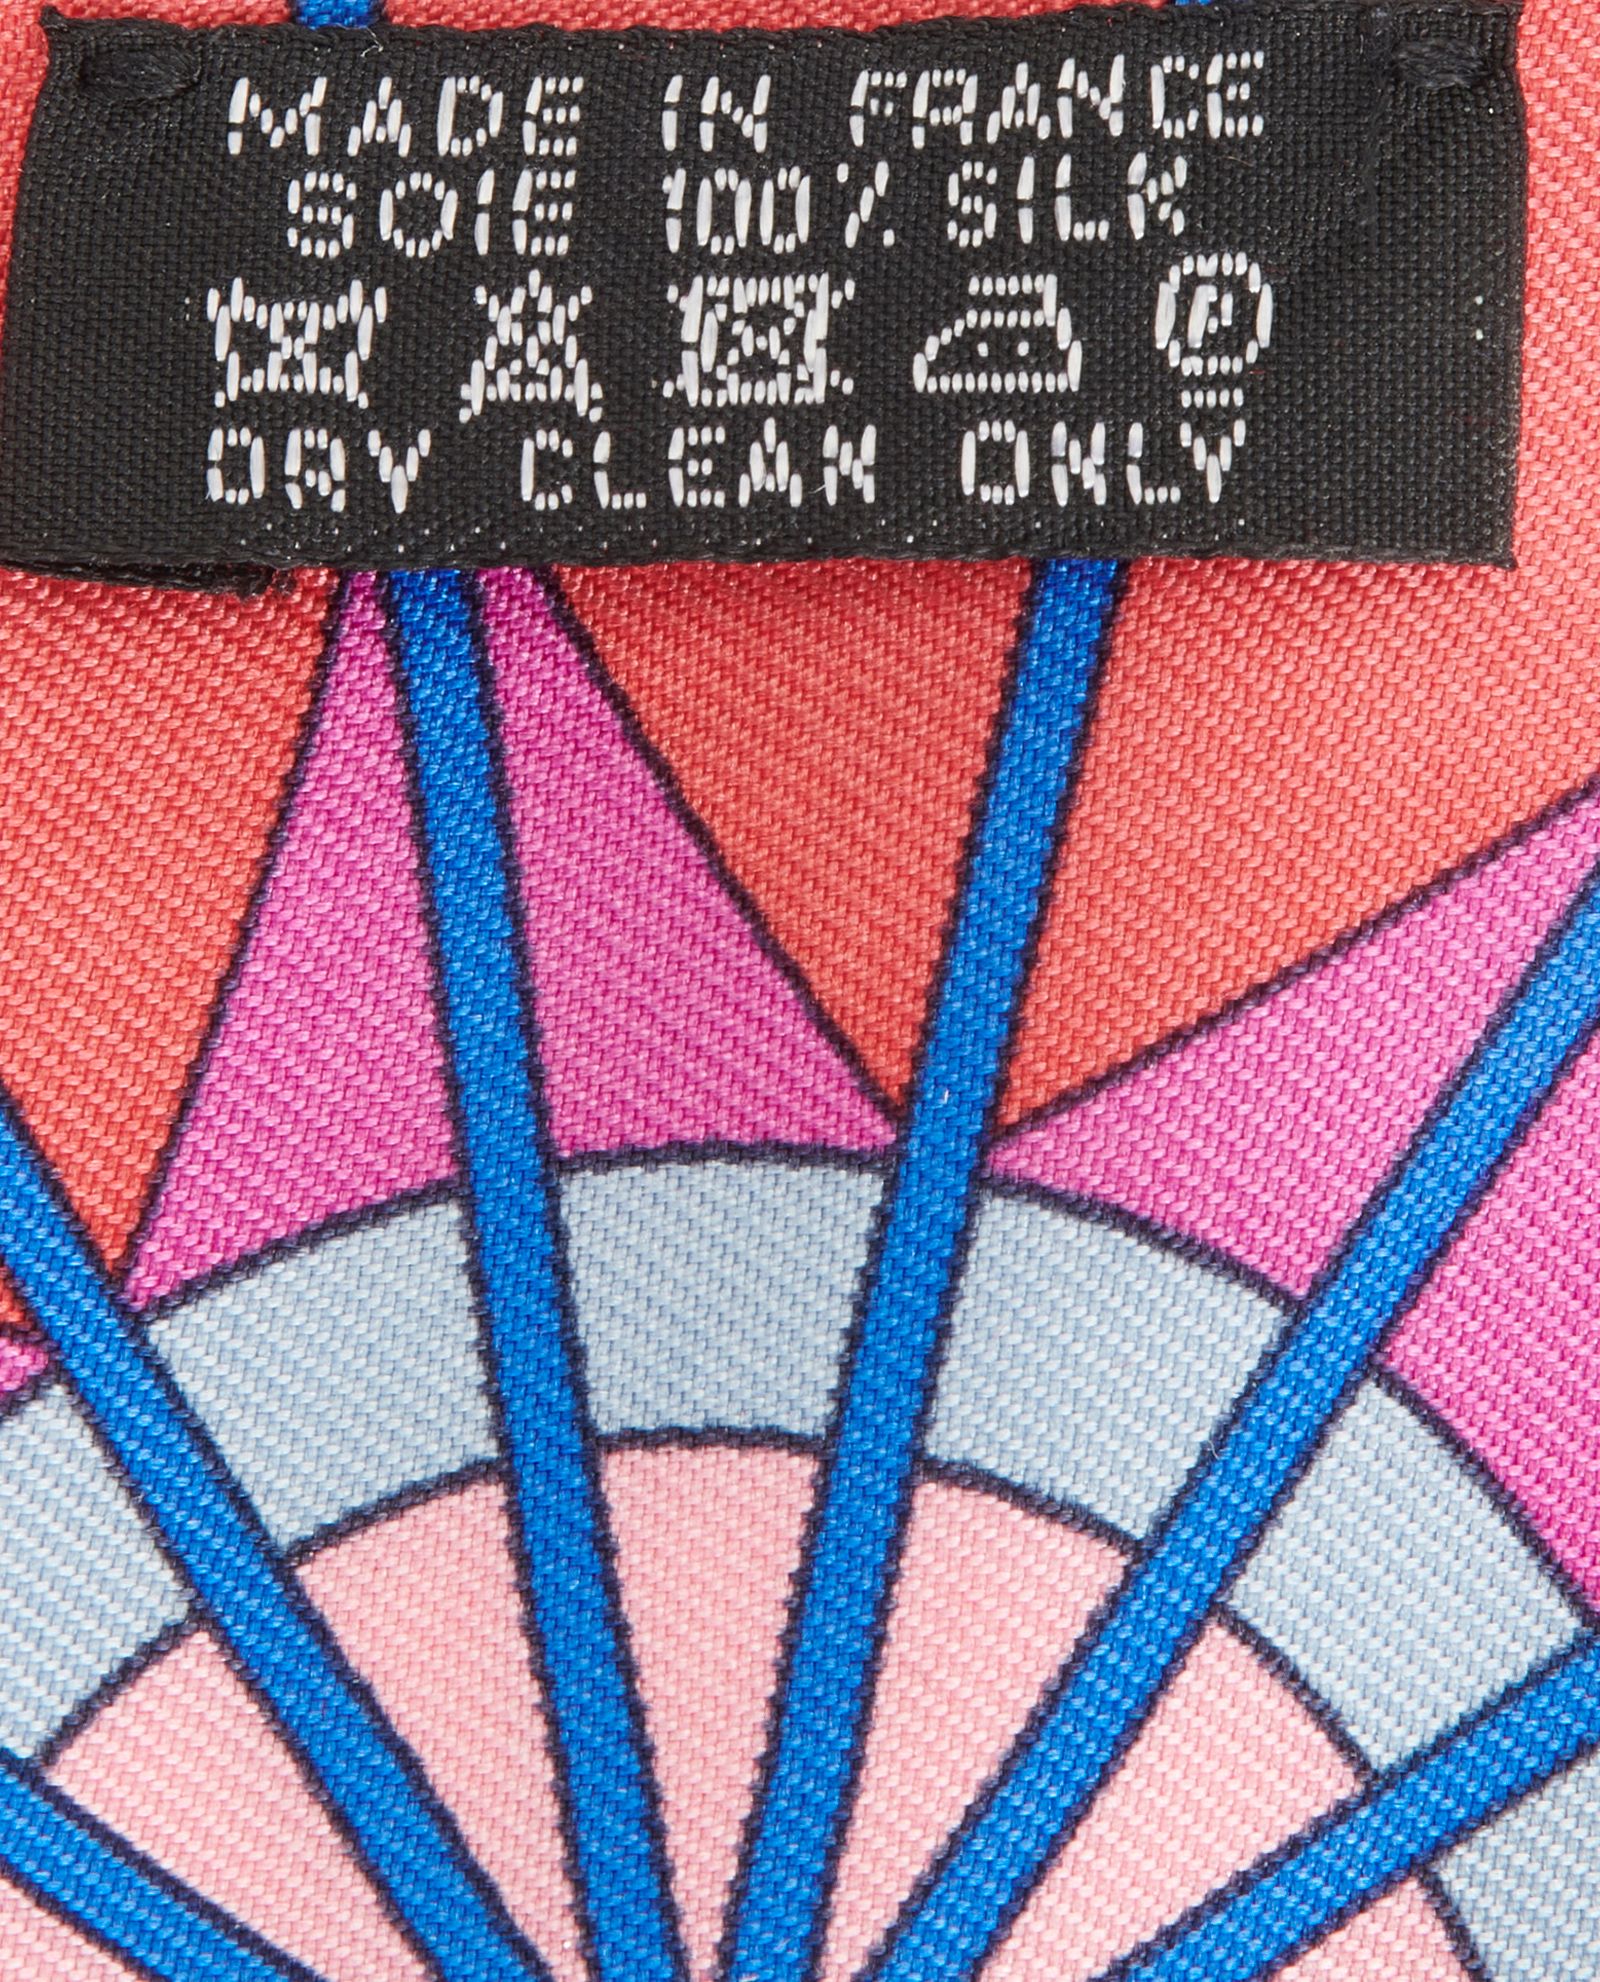 MADE IN FRANCE
SOIE 100% SILK
P
DRY CLEAN ONLY